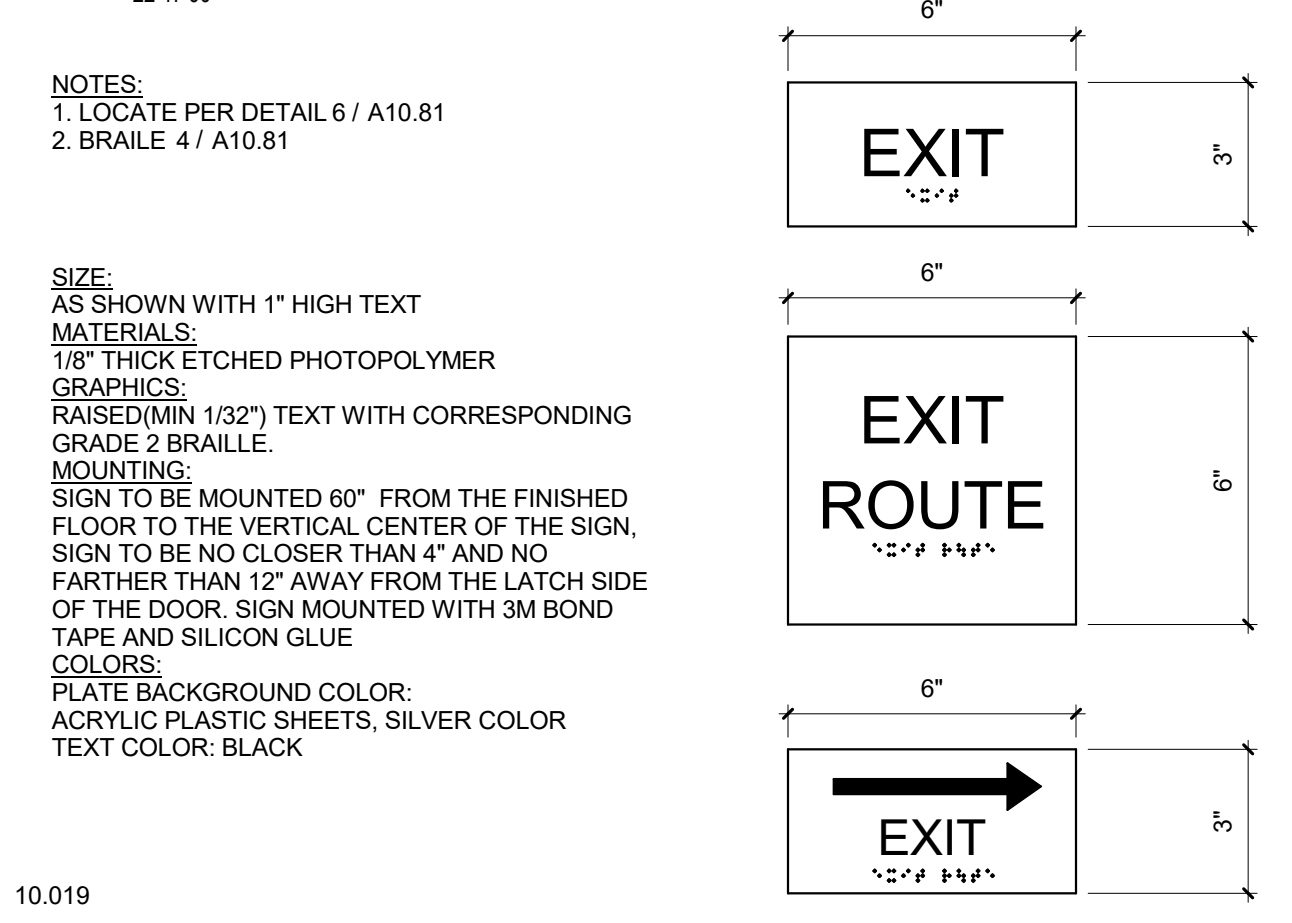 NOTES:
1. LOCATE PER DETAIL 6 / A10.81
2. BRAILE 4 / A10.81
SIZE:
AS SHOWN WITH 1" HIGH TEXT
MATERIALS:
1/8" THICK ETCHED PHOTOPOLYMER
GRAPHICS:
RAISED(MIN 1/32") TEXT WITH CORRESPONDING
GRADE 2 BRAILLE.
MOUNTING:
SIGN TO BE MOUNTED 60" FROM THE FINISHED
FLOOR TO THE VERTICAL CENTER OF THE SIGN,
SIGN TO BE NO CLOSER THAN 4" AND NO
FARTHER THAN 12" AWAY FROM THE LATCH SIDE
OF THE DOOR. SIGN MOUNTED WITH 3M BOND
TAPE AND SILICON GLUE
COLORS:
PLATE BACKGROUND COLOR:
ACRYLIC PLASTIC SHEETS, SILVER COLOR
TEXT COLOR: BLACK
10.019
6"
EXIT
⠑⠭⠊⠞
3"
6"
EXIT
ROUTE
6"
6"
EXIT
3"